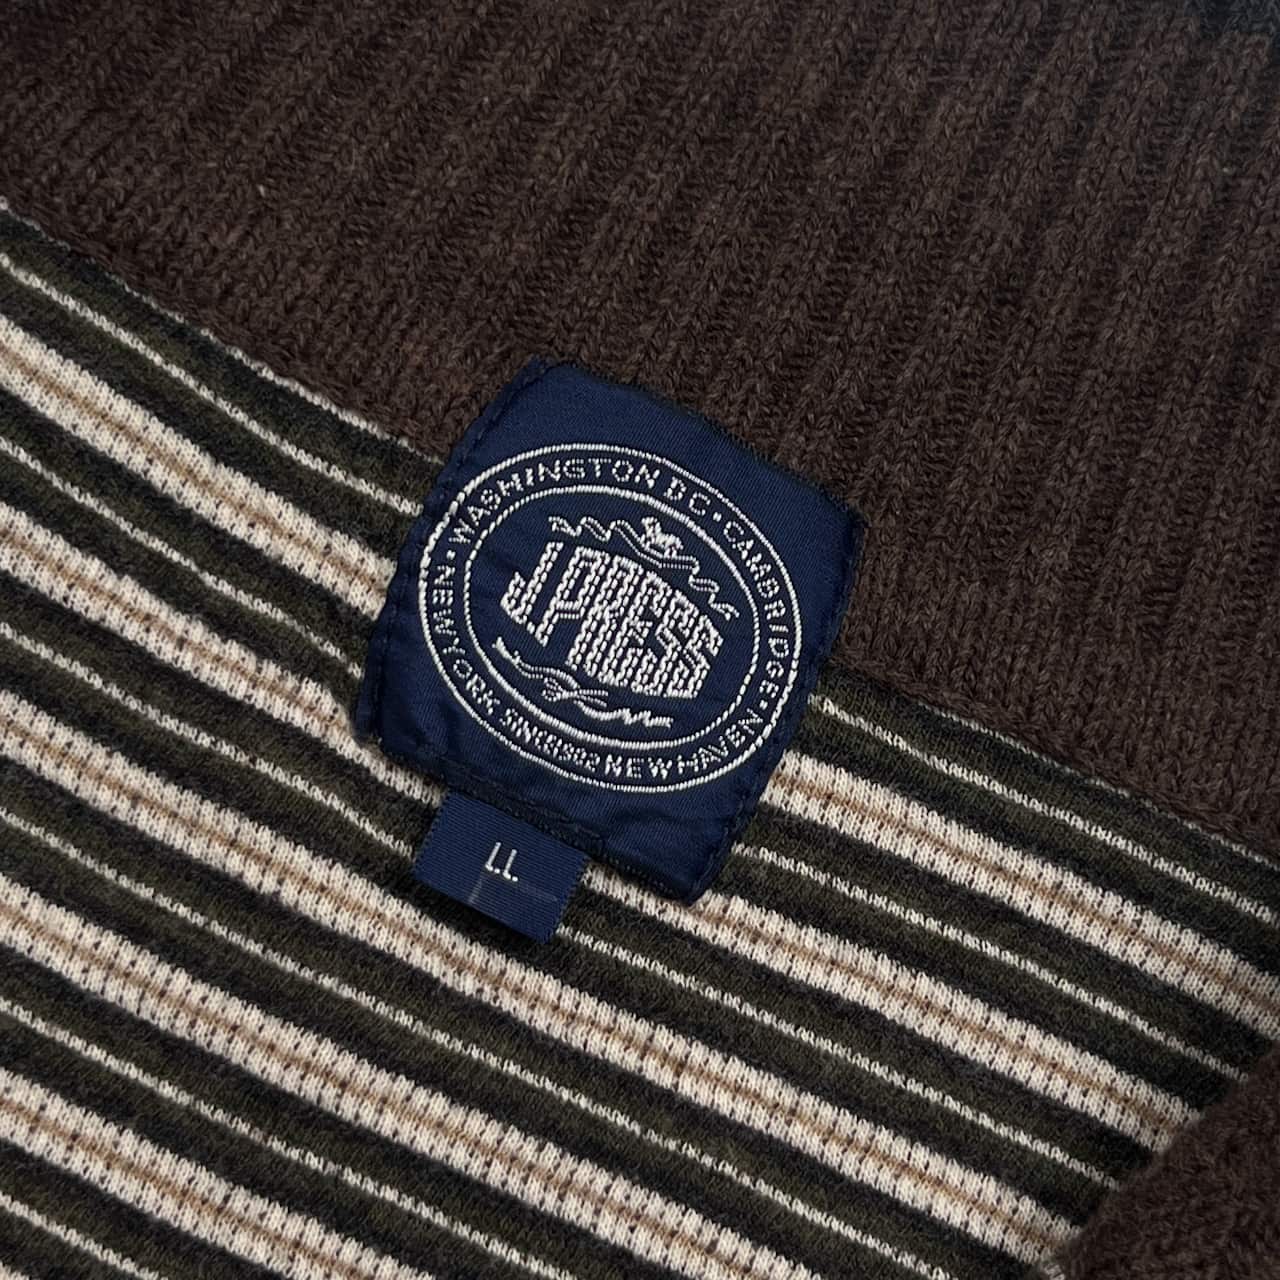 WASHINGTON DC • CAMBRIDGE • NEW HAVEN SINCE 1902 NEW YORK •
J.PRESS
LL